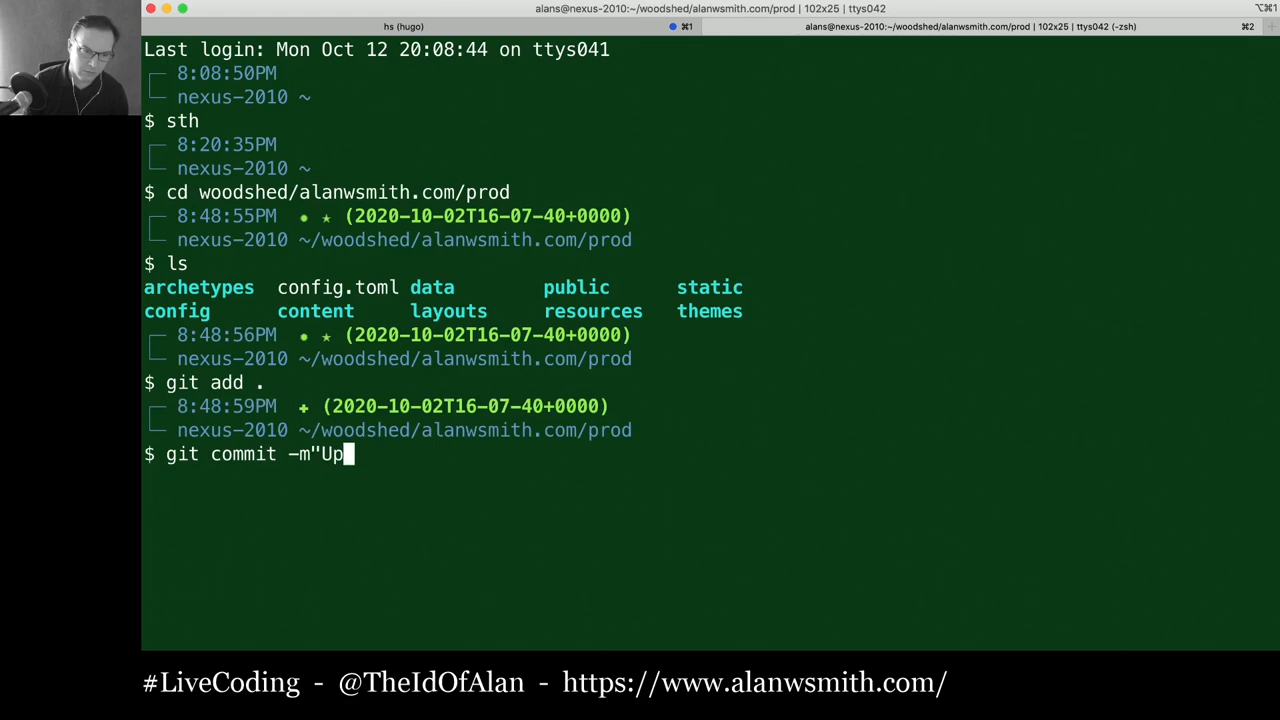 alans@nexus-2010:~/woodshed/alanwsmith.com/prod | 102x25 | ttys042
⌥⌘1
hs (hugo)
⌘1
alans@nexus-2010:~/woodshed/alanwsmith.com/prod | 102x25 | ttys042 (-zsh)
⌘2
Last login: Mon Oct 12 20:08:44 on ttys041
8:08:50PM
nexus-2010 ~
$ sth
8:20:35PM
nexus-2010 ~
$ cd woodshed/alanwsmith.com/prod
8:48:55PM ● ★ (2020-10-02T16-07-40+0000)
nexus-2010 ~/woodshed/alanwsmith.com/prod
$ ls
archetypes config.toml data public static
config content layouts resources themes
8:48:56PM ● ★ (2020-10-02T16-07-40+0000)
nexus-2010 ~/woodshed/alanwsmith.com/prod
$ git add .
8:48:59PM ✚ (2020-10-02T16-07-40+0000)
nexus-2010 ~/woodshed/alanwsmith.com/prod
$ git commit -m"Up
#LiveCoding - @TheIdOfAlan - https://www.alanwsmith.com/